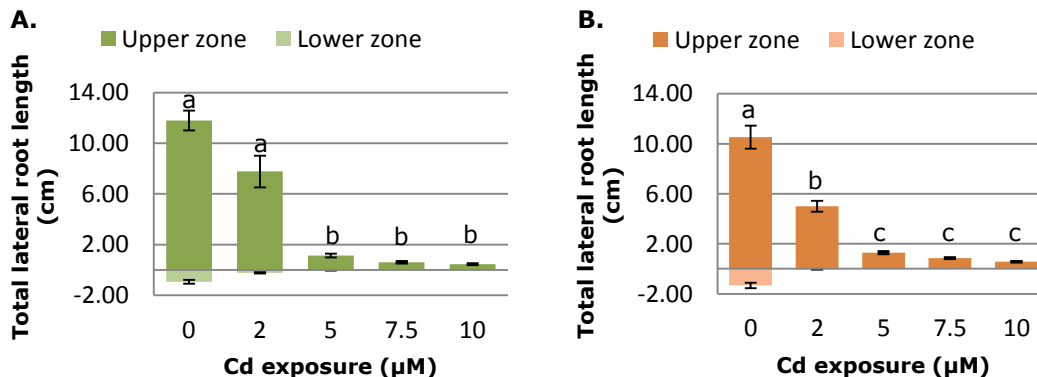 A.
Upper zone Lower zone
Total lateral root length
(cm)
14.00
10.00
6.00
2.00
-2.00
a
a
b
b
b
0 2 5 7.5 10
Cd exposure (µM)
B.
Upper zone Lower zone
Total lateral root length
(cm)
14.00
10.00
6.00
2.00
-2.00
a
b
c
c
c
0 2 5 7.5 10
Cd exposure (µM)